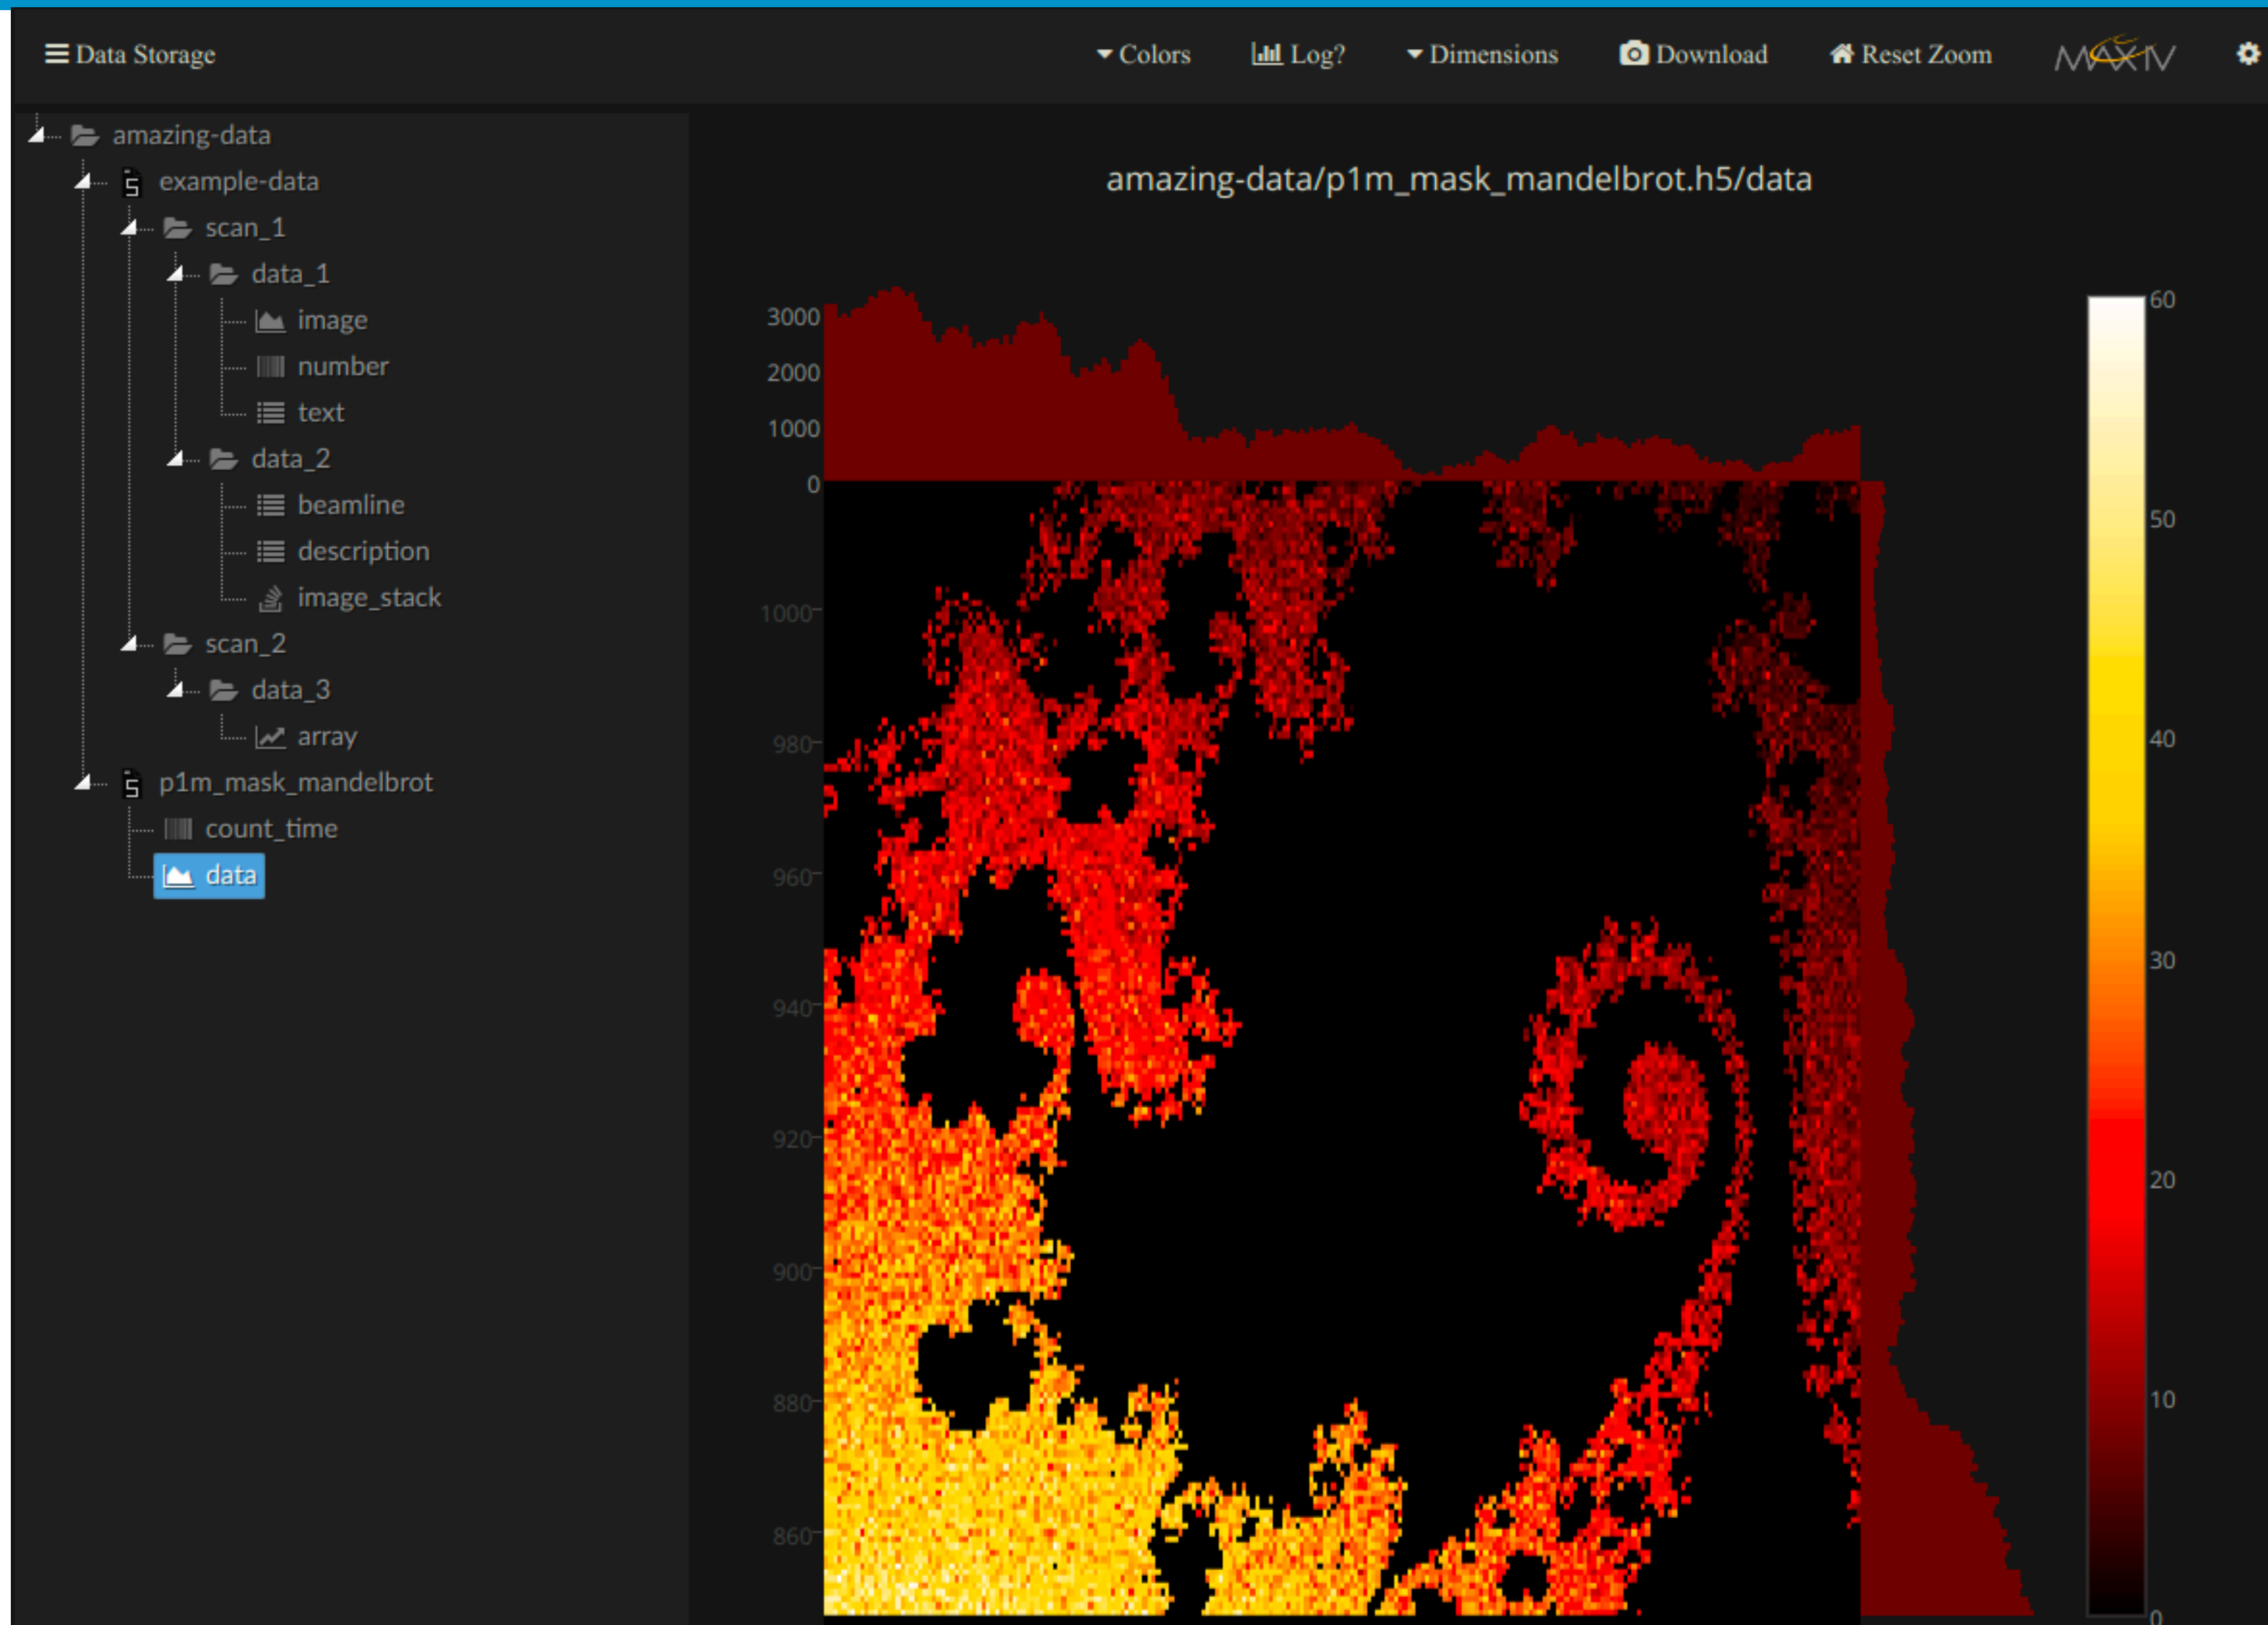 Data Storage Colors Log? Dimensions Download Reset Zoom MAXIV
amazing-data
example-data
scan_1
data_1
image
number
text
data_2
beamline
description
image_stack
scan_2
data_3
array
p1m_mask_mandelbrot
count_time
data
amazing-data/p1m_mask_mandelbrot.h5/data
3000
2000
1000
0
1000
980
960
940
920
900
880
860
60
50
40
30
20
10
0